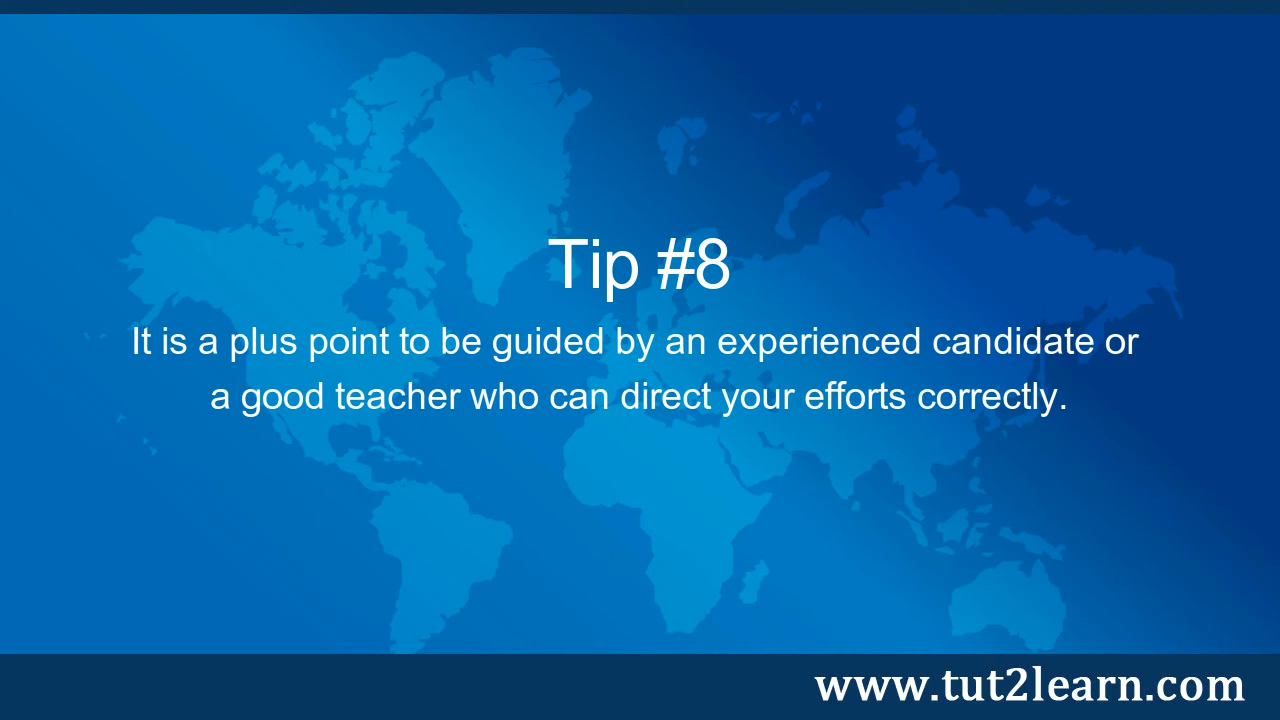 Tip #8
It is a plus point to be guided by an experienced candidate or
a good teacher who can direct your efforts correctly.
www.tut2learn.com